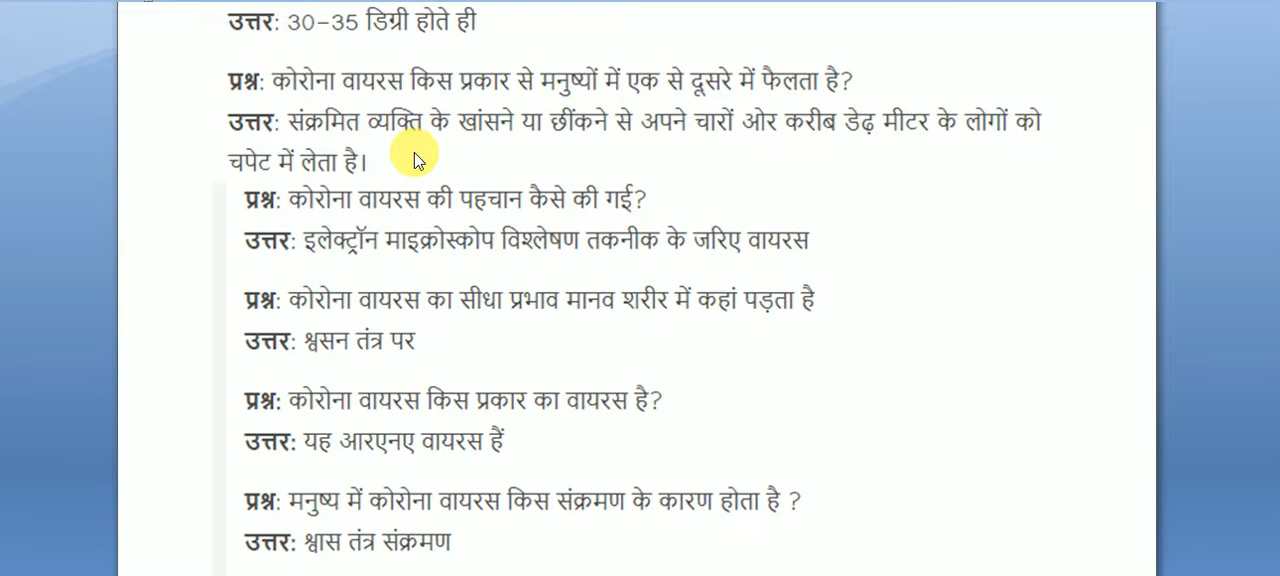 उत्तर: 30-35 डिग्री होते ही
प्रश्न: कोरोना वायरस किस प्रकार से मनुष्यों में एक से दूसरे में फैलता है?
उत्तर: संक्रमित व्यक्ति के खांसने या छींकने से अपने चारों ओर करीब डेढ़ मीटर के लोगों को
चपेट में लेता है।
प्रश्न: कोरोना वायरस की पहचान कैसे की गई?
उत्तर: इलेक्ट्रॉन माइक्रोस्कोप विश्लेषण तकनीक के जरिए वायरस
प्रश्न: कोरोना वायरस का सीधा प्रभाव मानव शरीर में कहां पड़ता है
उत्तर: श्वसन तंत्र पर
प्रश्न: कोरोना वायरस किस प्रकार का वायरस है?
उत्तर: यह आरएनए वायरस हैं
प्रश्न: मनुष्य में कोरोना वायरस किस संक्रमण के कारण होता है ?
उत्तर: श्वास तंत्र संक्रमण